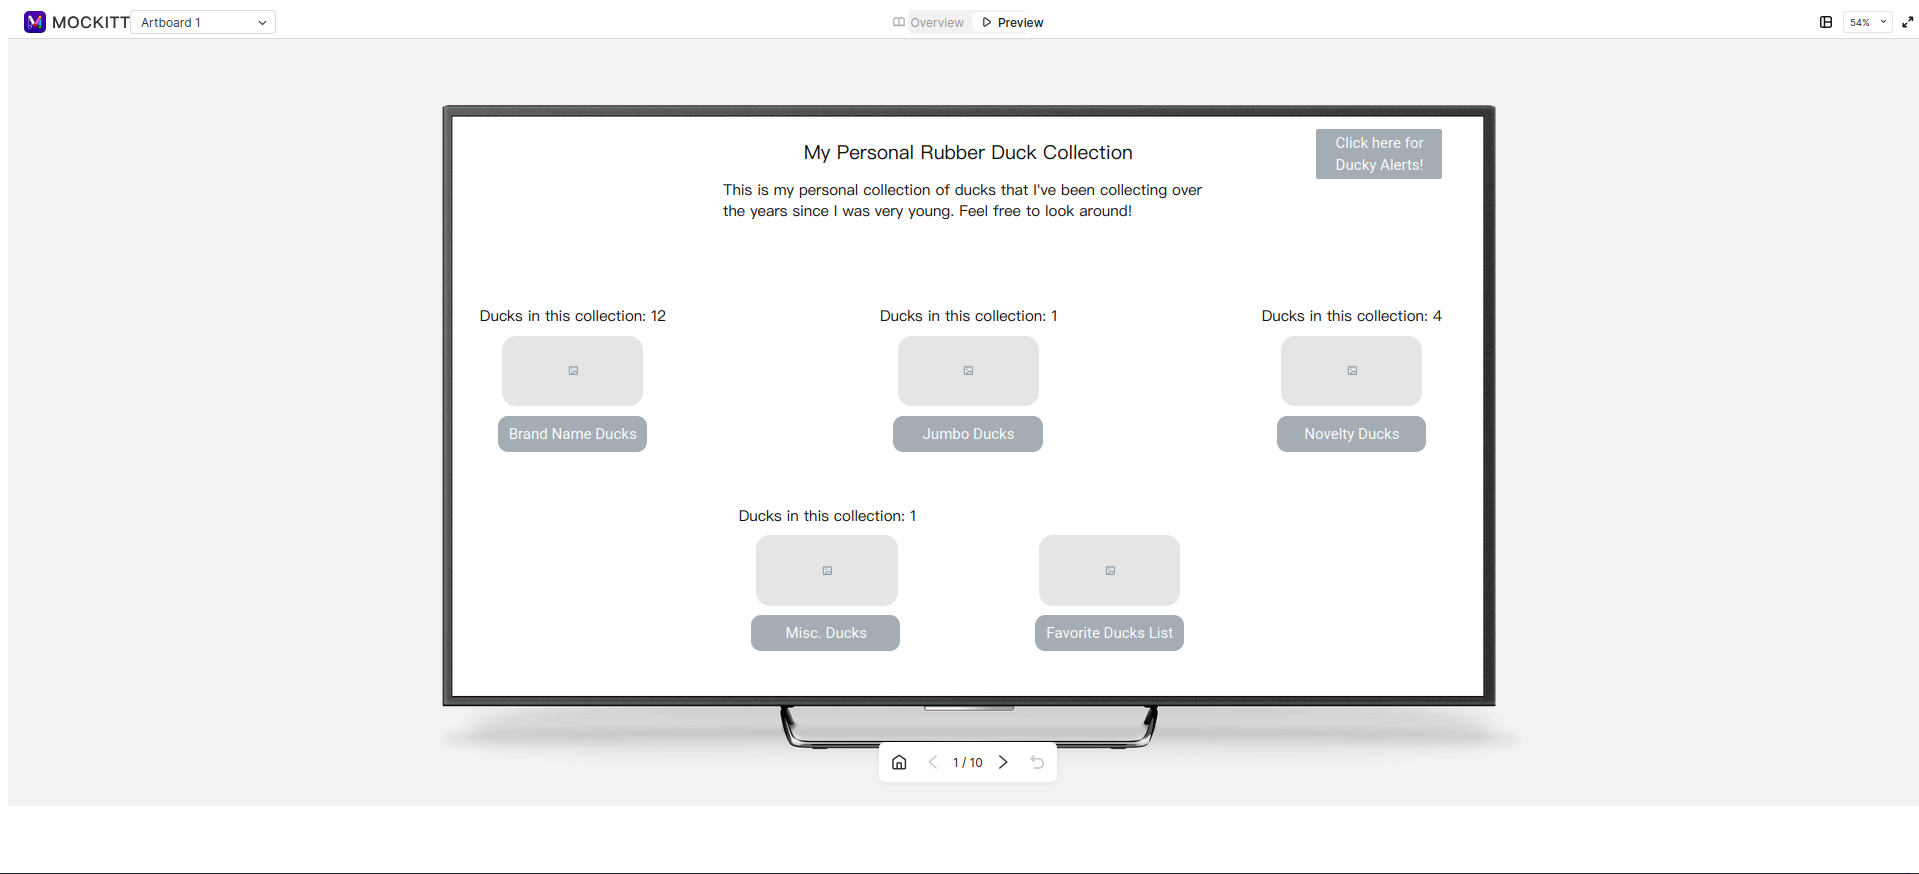 MOCKITT
Artboard 1
Overview
Preview
54%
My Personal Rubber Duck Collection
Click here for
Ducky Alerts!
This is my personal collection of ducks that I've been collecting over
the years since I was very young. Feel free to look around!
Ducks in this collection: 12
Ducks in this collection: 1
Ducks in this collection: 4
Brand Name Ducks
Jumbo Ducks
Novelty Ducks
Ducks in this collection: 1
Misc. Ducks
Favorite Ducks List
1 / 10